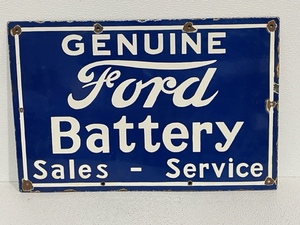 GENUINE
Ford
Battery
Sales - Service